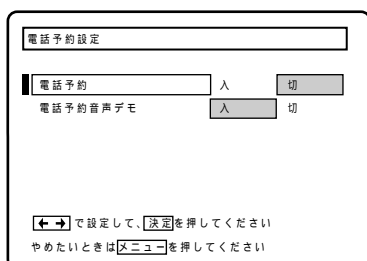 電話予約設定
電話予約 入 切
電話予約音声デモ 入 切
←→で設定して、決定を押してください
やめたいときはメニューを押してください